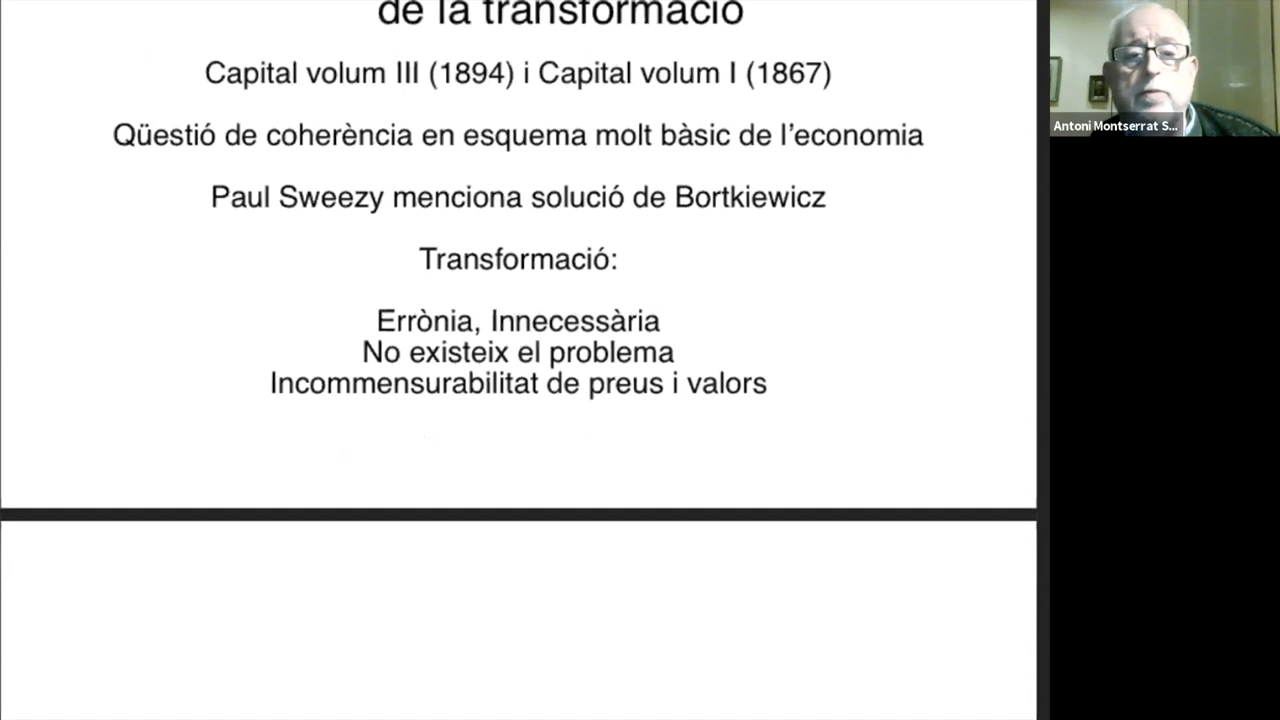 de la transformació
Capital volum III (1894) i Capital volum I (1867)
Qüestió de coherència en esquema molt bàsic de l’economia
Paul Sweezy menciona solució de Bortkiewicz
Transformació:
Errònia, Innecessària
No existeix el problema
Incommensurabilitat de preus i valors
Antoni Montserrat S...